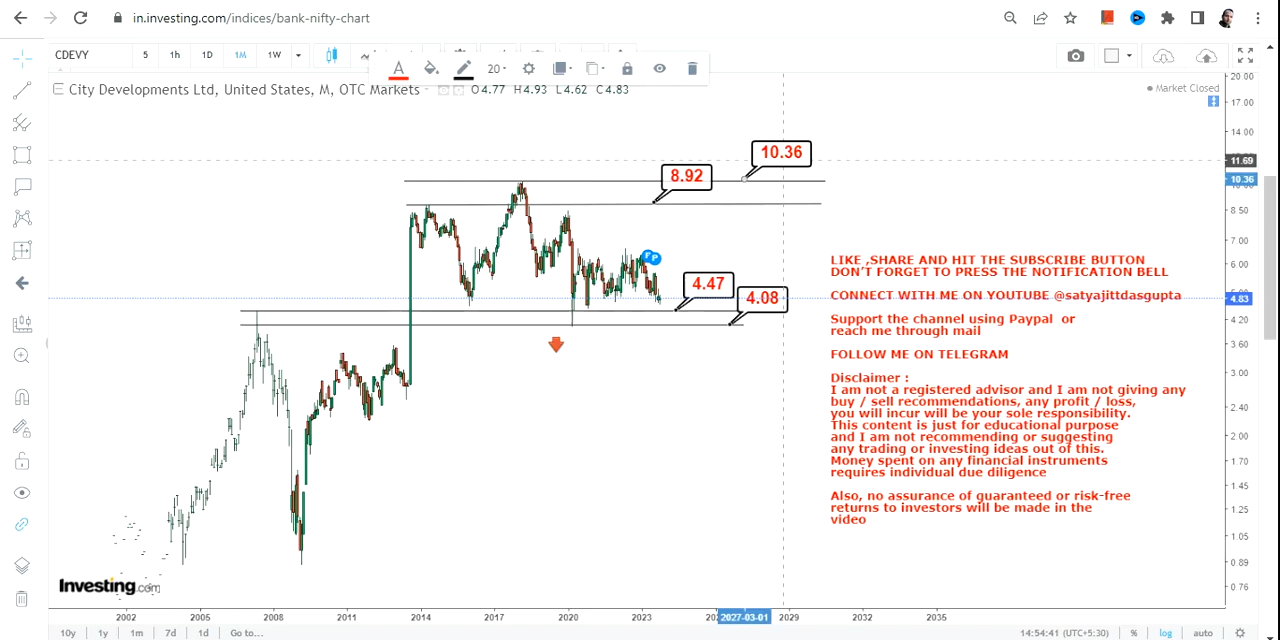 in.investing.com/indices/bank-nifty-chart
CDEVY 5 1h 1D 1M 1W
20
City Developments Ltd, United States, M, OTC Markets O4.77 H4.93 L4.62 C4.83
Market Closed
20.00
17.00
14.00
11.69
10.36
8.50
7.00
6.00
4.83
4.20
3.60
3.00
2.40
2.00
1.70
1.45
1.25
1.05
0.89
0.76
10.36
8.92
4.47
4.08
F P
LIKE ,SHARE AND HIT THE SUBSCRIBE BUTTON
DON'T FORGET TO PRESS THE NOTIFICATION BELL
CONNECT WITH ME ON YOUTUBE @satyajittdasgupta
Support the channel using Paypal or
reach me through mail
FOLLOW ME ON TELEGRAM
Disclaimer :
I am not a registered advisor and I am not giving any
buy / sell recommendations, any profit / loss,
you will incur will be your sole responsibility.
This content is just for educational purpose
and I am not recommending or suggesting
any trading or investing ideas out of this.
Money spent on any financial instruments
requires individual due diligence
Also, no assurance of guaranteed or risk-free
returns to investors will be made in the
video
Investing.com
2002 2005 2008 2011 2014 2017 2020 2023 2027-03-01 2029 2032 2035
10y 1y 1m 7d 1d Go to... 14:54:41 (UTC+5:30) % log auto